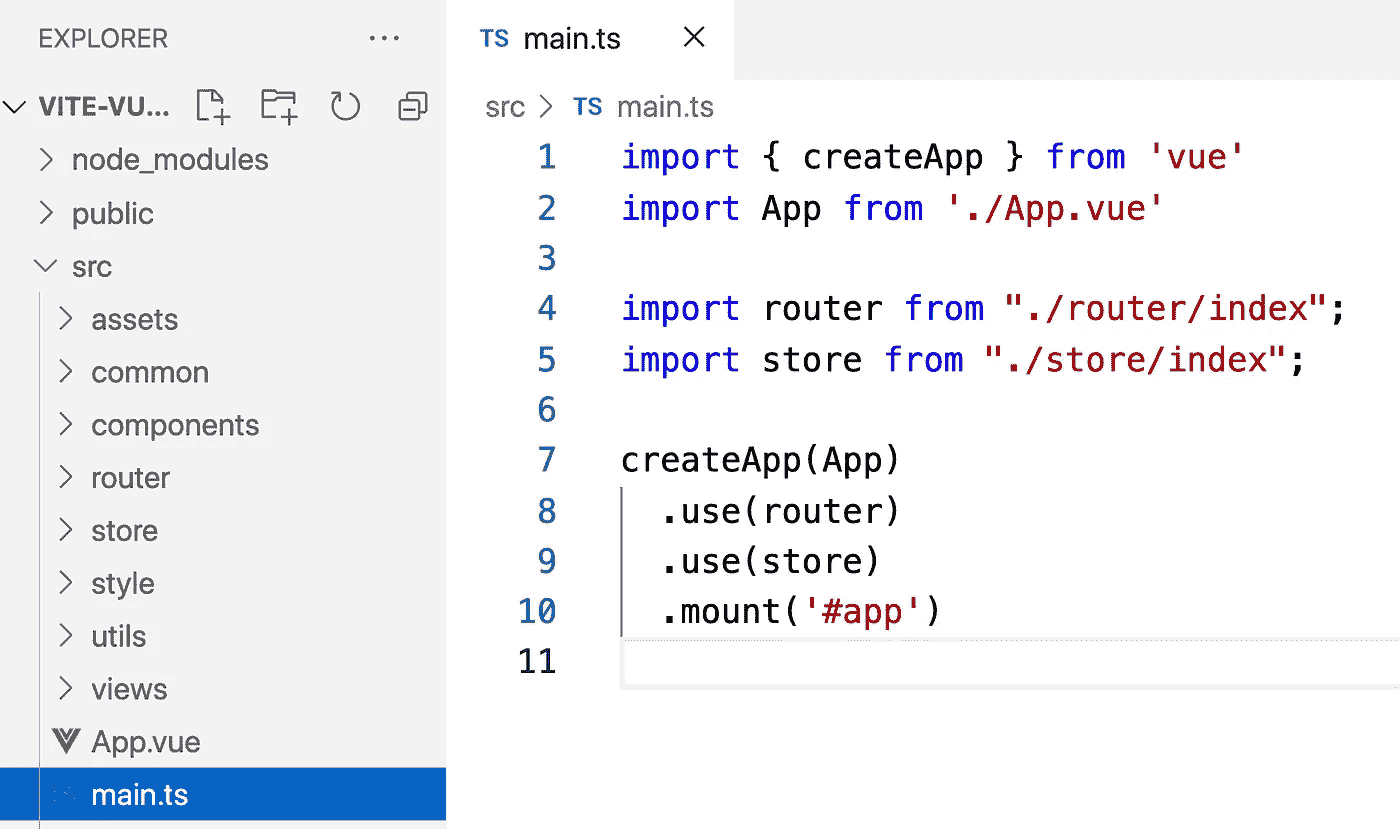 EXPLORER ...
VITE-VU...
node_modules
public
src
assets
common
components
router
store
style
utils
views
App.vue
main.ts
TS main.ts
src > TS main.ts
1 import { createApp } from 'vue'
2 import App from './App.vue'
3
4 import router from "./router/index";
5 import store from "./store/index";
6
7 createApp(App)
8   .use(router)
9   .use(store)
10   .mount('#app')
11